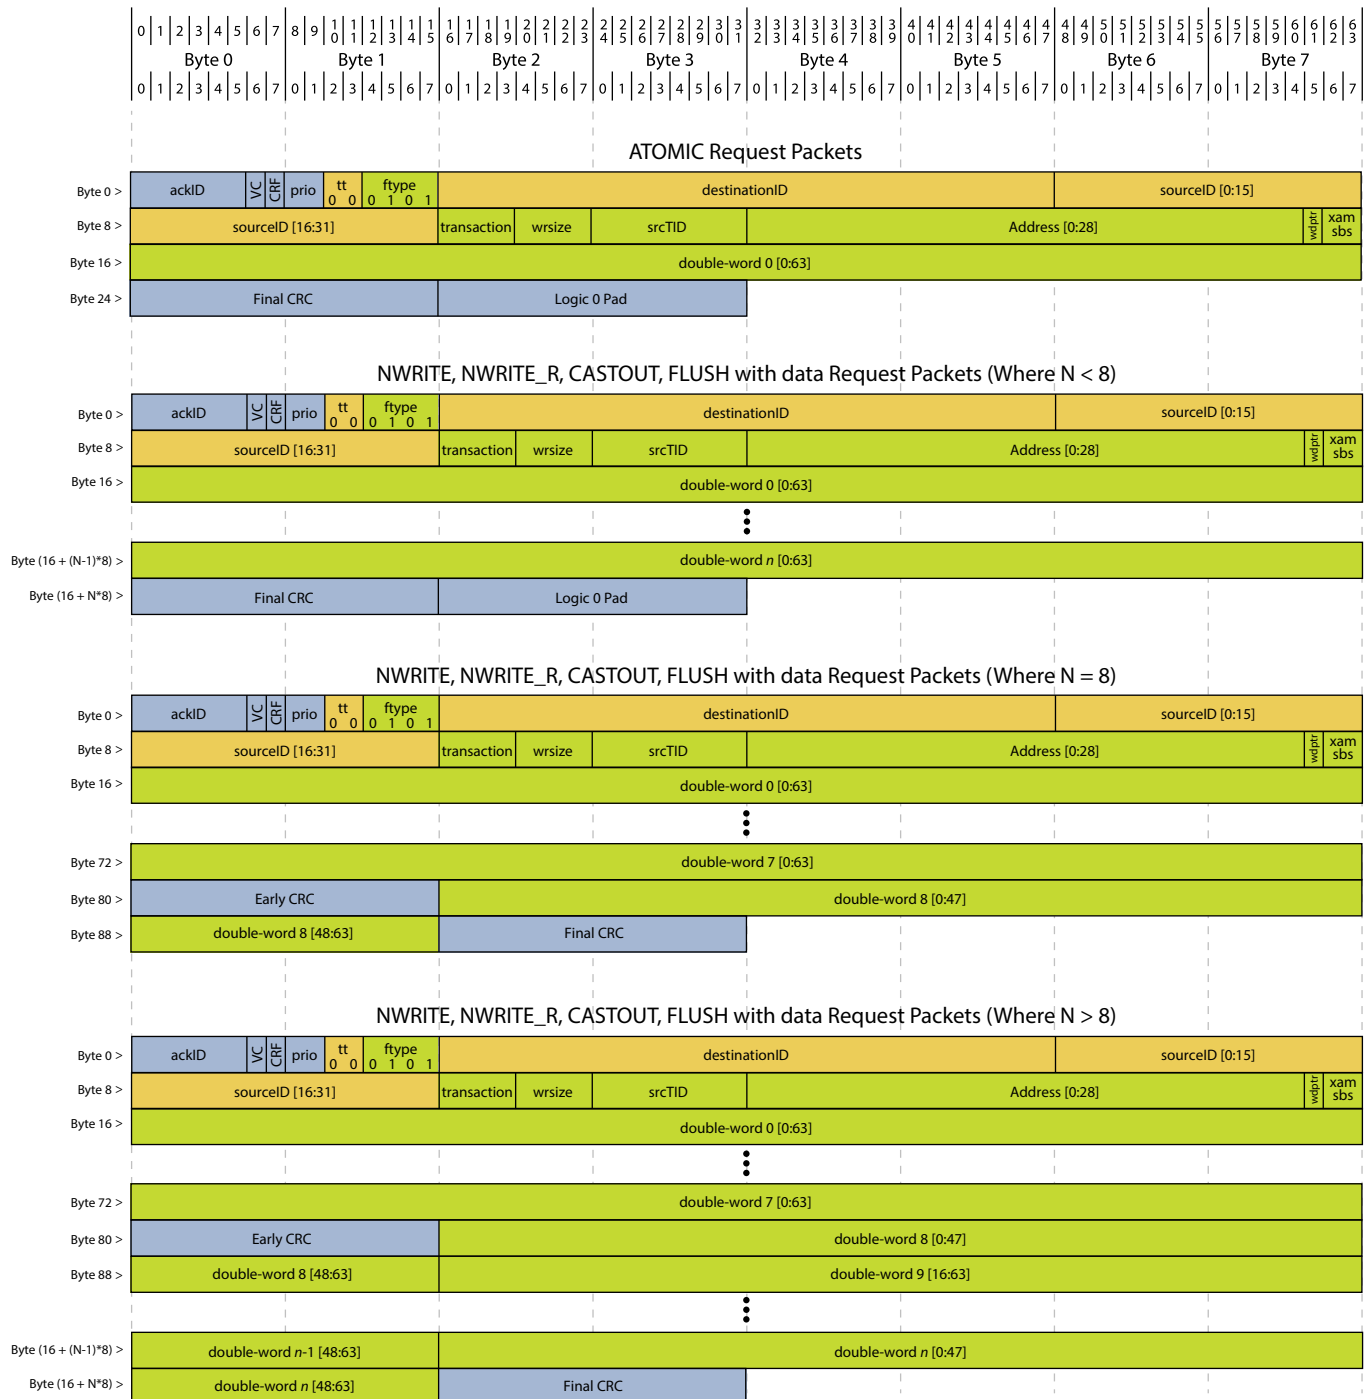 0 1 2 3 4 5 6 7 8 9 10 11 12 13 14 15 16 17 18 19 20 21 22 23 24 25 26 27 28 29 30 31 32 33 34 35 36 37 38 39 40 41 42 43 44 45 46 47 48 49 50 51 52 53 54 55 56 57 58 59 60 61 62 63
Byte 0 Byte 1 Byte 2 Byte 3 Byte 4 Byte 5 Byte 6 Byte 7
0 1 2 3 4 5 6 7 0 1 2 3 4 5 6 7 0 1 2 3 4 5 6 7 0 1 2 3 4 5 6 7 0 1 2 3 4 5 6 7 0 1 2 3 4 5 6 7 0 1 2 3 4 5 6 7 0 1 2 3 4 5 6 7
ATOMIC Request Packets
Byte 0 > ackID VC CRF prio tt 0 0 ftype 0 1 0 1 destinationID sourceID [0:15]
Byte 8 > sourceID [16:31] transaction wrsize srcTID Address [0:28] wdptr xam sbs
Byte 16 > double-word 0 [0:63]
Byte 24 > Final CRC Logic 0 Pad
NWRITE, NWRITE_R, CASTOUT, FLUSH with data Request Packets (Where N < 8)
Byte 0 > ackID VC CRF prio tt 0 0 ftype 0 1 0 1 destinationID sourceID [0:15]
Byte 8 > sourceID [16:31] transaction wrsize srcTID Address [0:28] wdptr xam sbs
Byte 16 > double-word 0 [0:63]
Byte (16 + (N-1)*8) > double-word n [0:63]
Byte (16 + N*8) > Final CRC Logic 0 Pad
NWRITE, NWRITE_R, CASTOUT, FLUSH with data Request Packets (Where N = 8)
Byte 0 > ackID VC CRF prio tt 0 0 ftype 0 1 0 1 destinationID sourceID [0:15]
Byte 8 > sourceID [16:31] transaction wrsize srcTID Address [0:28] wdptr xam sbs
Byte 16 > double-word 0 [0:63]
Byte 72 > double-word 7 [0:63]
Byte 80 > Early CRC double-word 8 [0:47]
Byte 88 > double-word 8 [48:63] Final CRC
NWRITE, NWRITE_R, CASTOUT, FLUSH with data Request Packets (Where N > 8)
Byte 0 > ackID VC CRF prio tt 0 0 ftype 0 1 0 1 destinationID sourceID [0:15]
Byte 8 > sourceID [16:31] transaction wrsize srcTID Address [0:28] wdptr xam sbs
Byte 16 > double-word 0 [0:63]
Byte 72 > double-word 7 [0:63]
Byte 80 > Early CRC double-word 8 [0:47]
Byte 88 > double-word 8 [48:63] double-word 9 [16:63]
Byte (16 + (N-1)*8) > double-word n-1 [48:63] double-word n [0:47]
Byte (16 + N*8) > double-word n [48:63] Final CRC